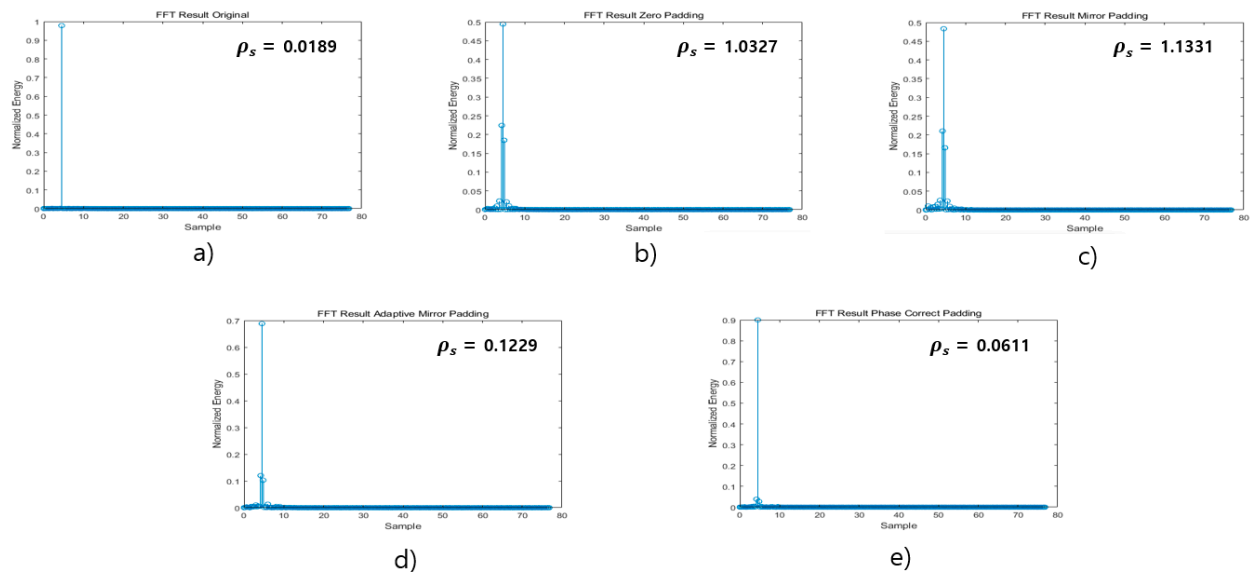 FFT Result Original
ρs = 0.0189
Normalized Energy
1
0.9
0.8
0.7
0.6
0.5
0.4
0.3
0.2
0.1
0
0 10 20 30 40 50 60 70 80
Sample
a)
FFT Result Zero Padding
ρs = 1.0327
Normalized Energy
0.5
0.45
0.4
0.35
0.3
0.25
0.2
0.15
0.1
0.05
0
0 10 20 30 40 50 60 70 80
Sample
b)
FFT Result Mirror Padding
ρs = 1.1331
Normalized Energy
0.5
0.45
0.4
0.35
0.3
0.25
0.2
0.15
0.1
0.05
0
0 10 20 30 40 50 60 70 80
Sample
c)
FFT Result Adaptive Mirror Padding
ρs = 0.1229
Normalized Energy
0.7
0.6
0.5
0.4
0.3
0.2
0.1
0
0 10 20 30 40 50 60 70 80
Sample
d)
FFT Result Phase Correct Padding
ρs = 0.0611
Normalized Energy
0.9
0.8
0.7
0.6
0.5
0.4
0.3
0.2
0.1
0
0 10 20 30 40 50 60 70 80
Sample
e)